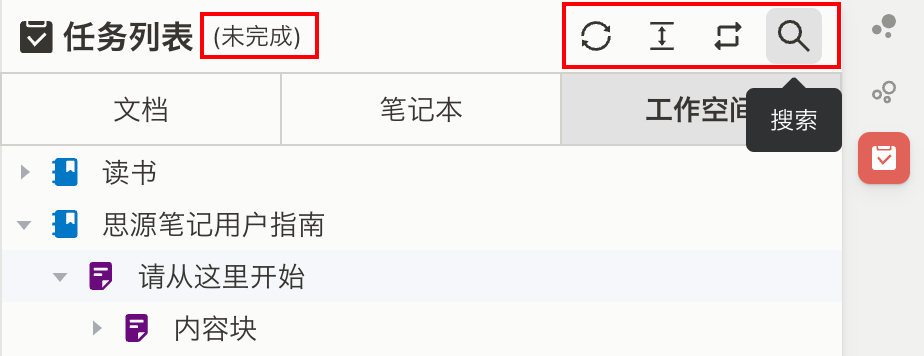 任务列表 (未完成)
文档 笔记本 工作空间
搜索
读书
思源笔记用户指南
请从这里开始
内容块